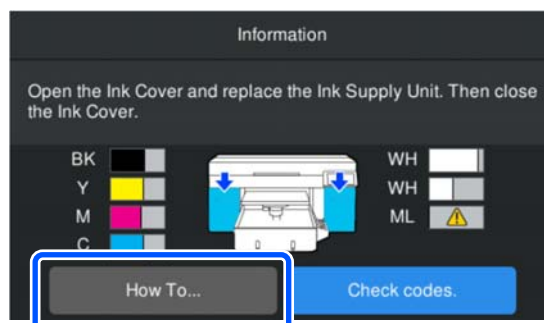 Information
Open the Ink Cover and replace the Ink Supply Unit. Then close
the Ink Cover.
BK
WH
Y
WH
M
ML
C
How To...
Check codes.